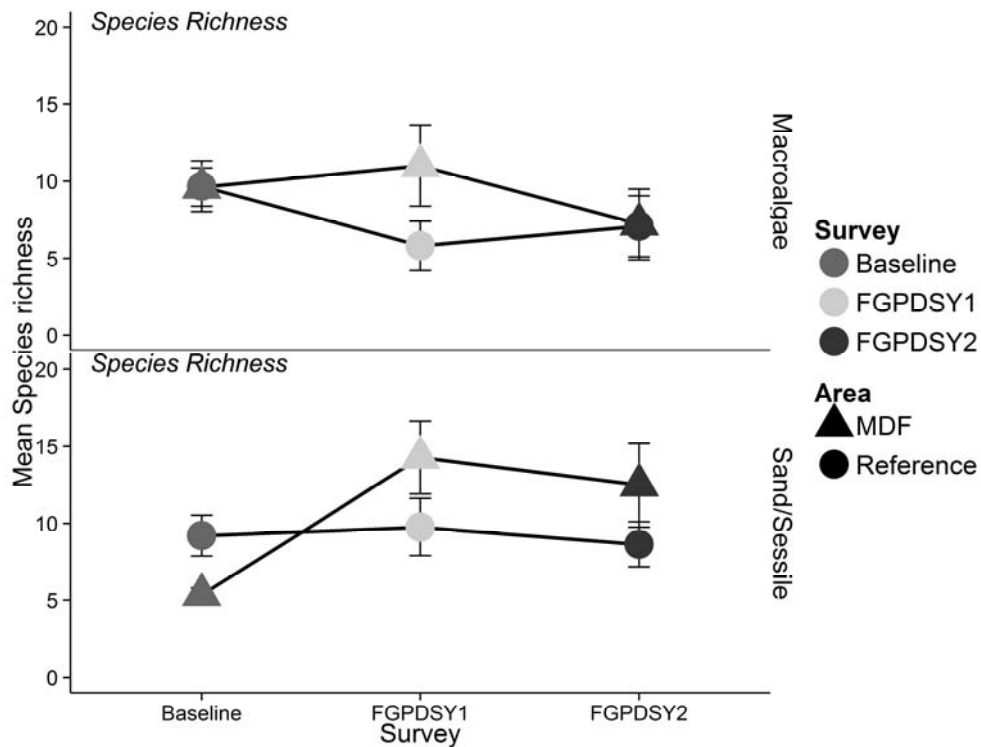 Species Richness
20
15
10
5
0
Macroalgae
Species Richness
20
15
10
5
0
Sand/Sessile
Mean Species richness
Baseline
FGPDSY1
FGPDSY2
Survey
Survey
Baseline
FGPDSY1
FGPDSY2
Area
MDF
Reference